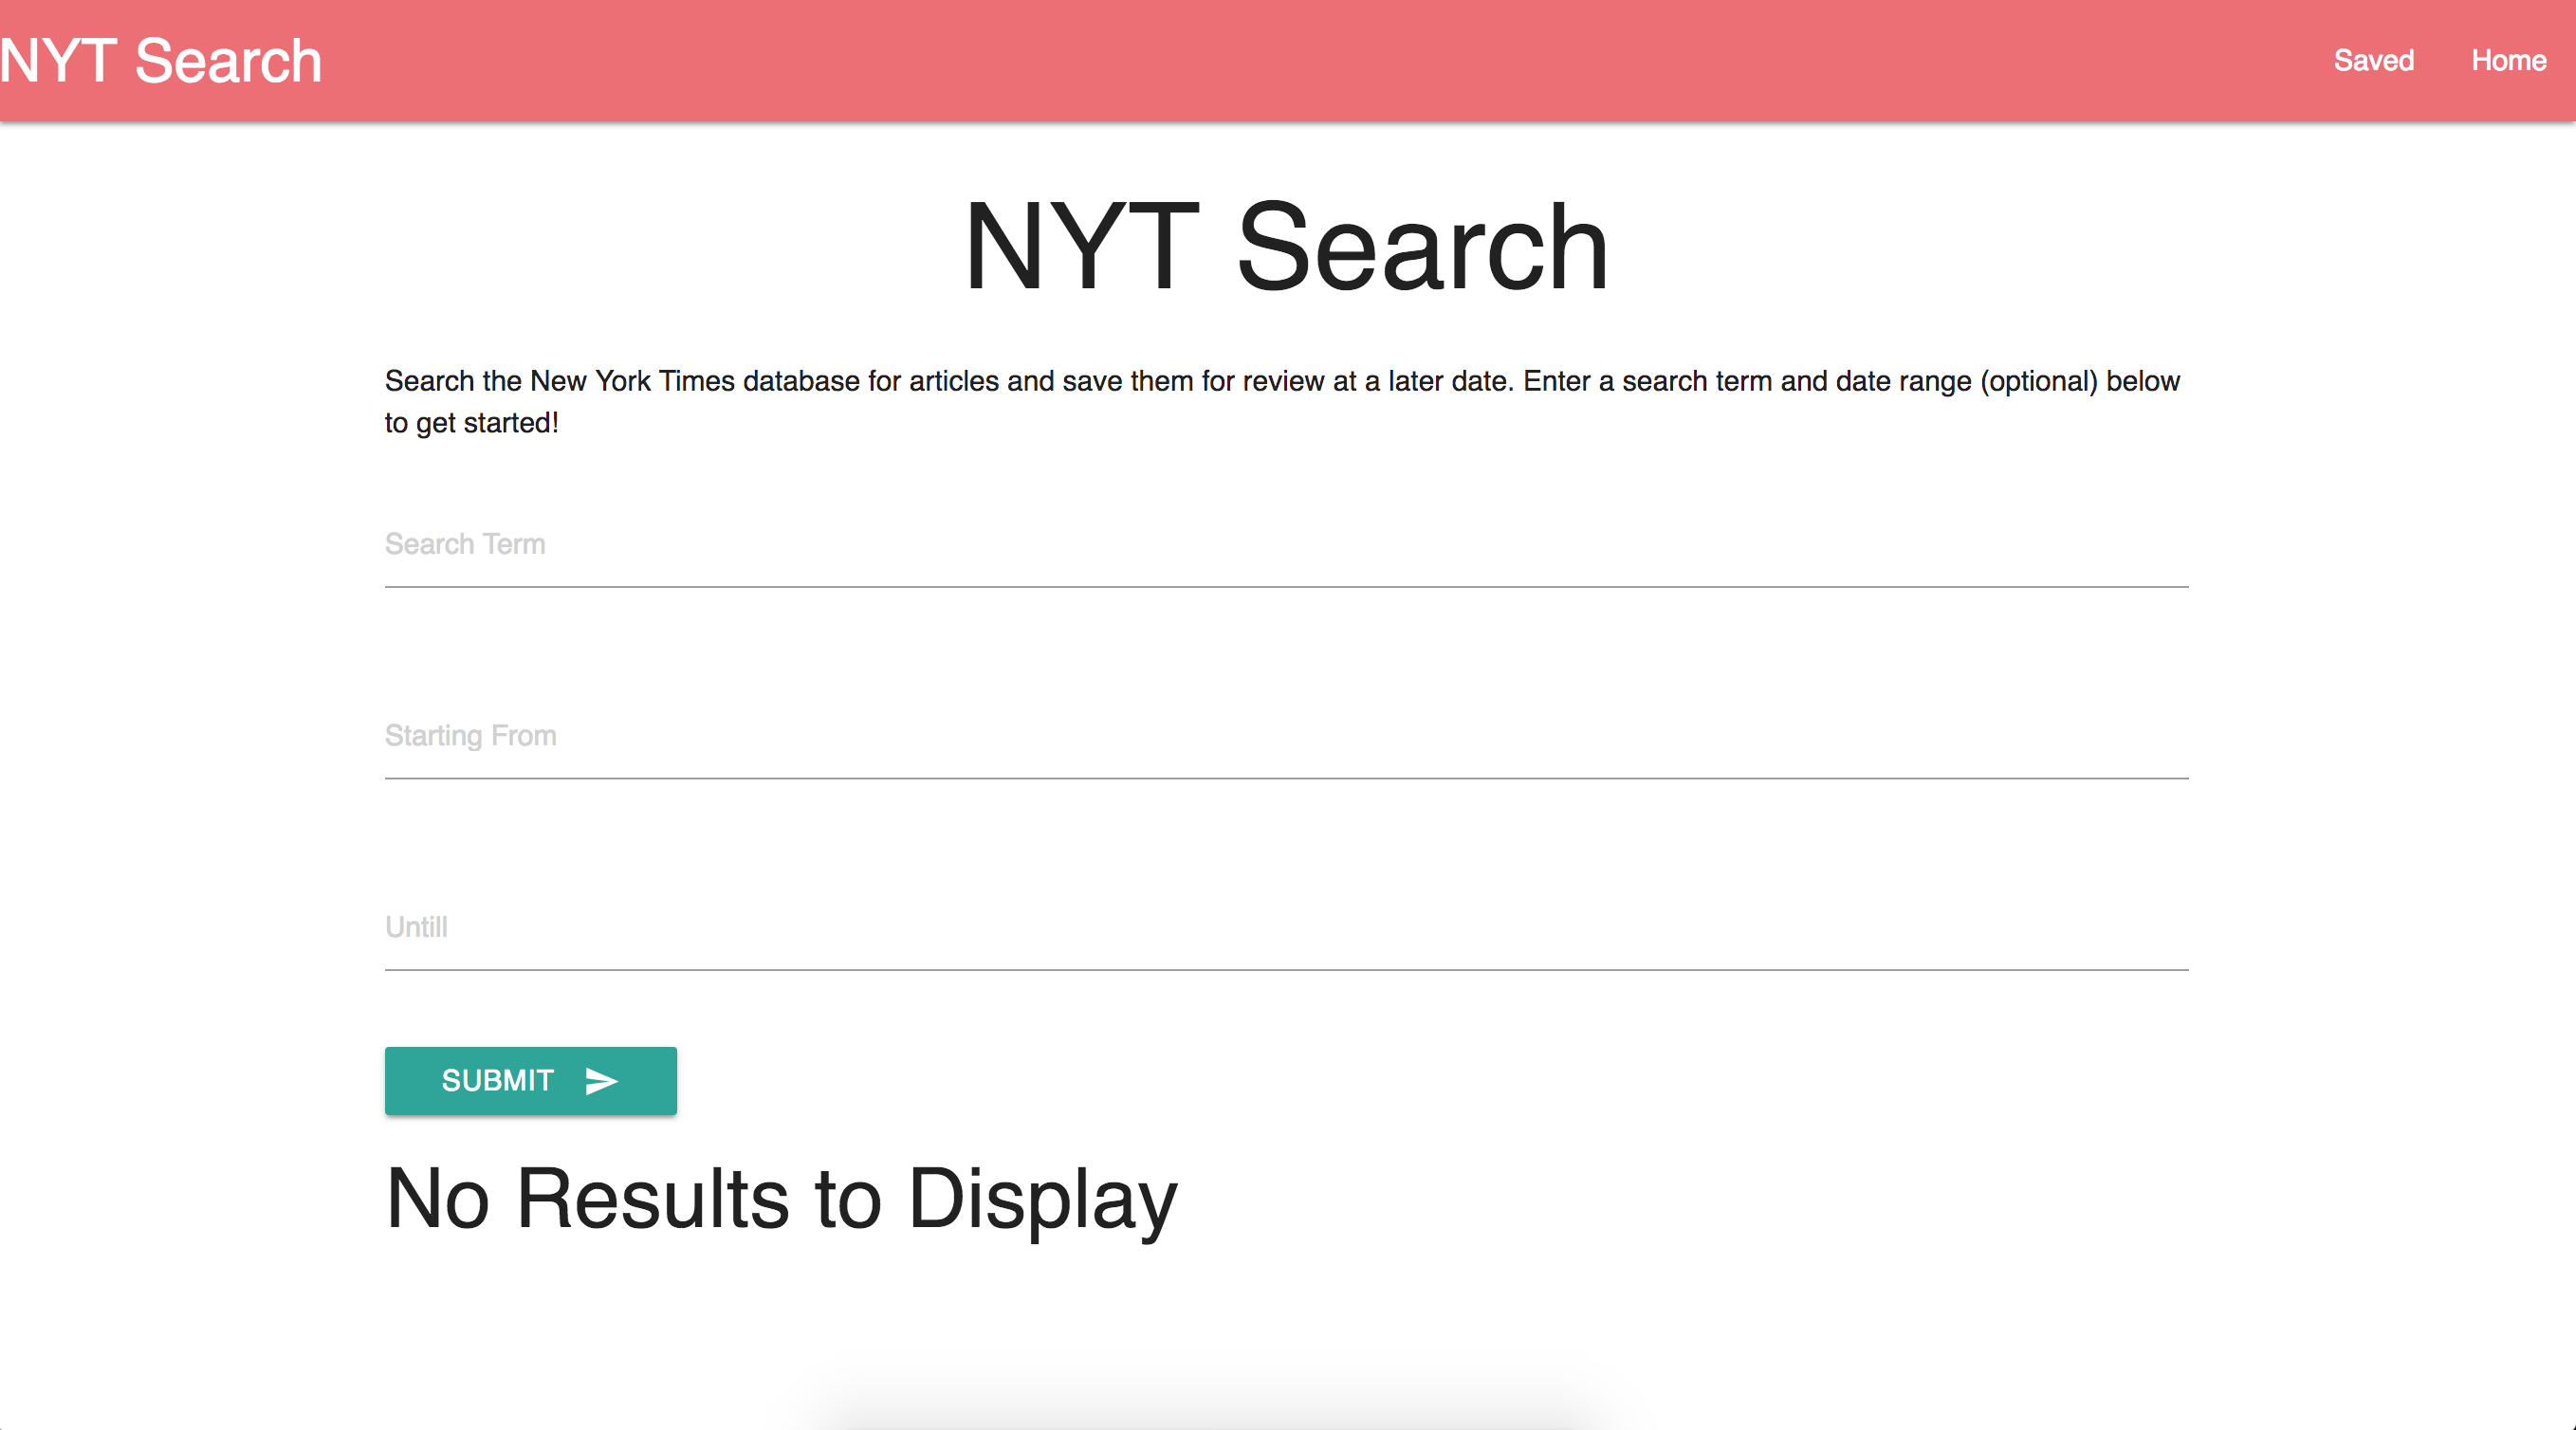 NYT Search
Saved
Home
NYT Search
Search the New York Times database for articles and save them for review at a later date. Enter a search term and date range (optional) below
to get started!
Search Term
Starting From
Untill
SUBMIT
No Results to Display